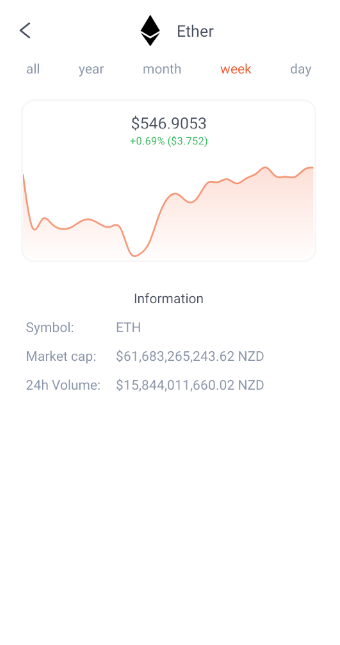 Ether
all year month week day
$546.9053
+0.69% ($3.752)
Information
Symbol: ETH
Market cap: $61,683,265,243.62 NZD
24h Volume: $15,844,011,660.02 NZD